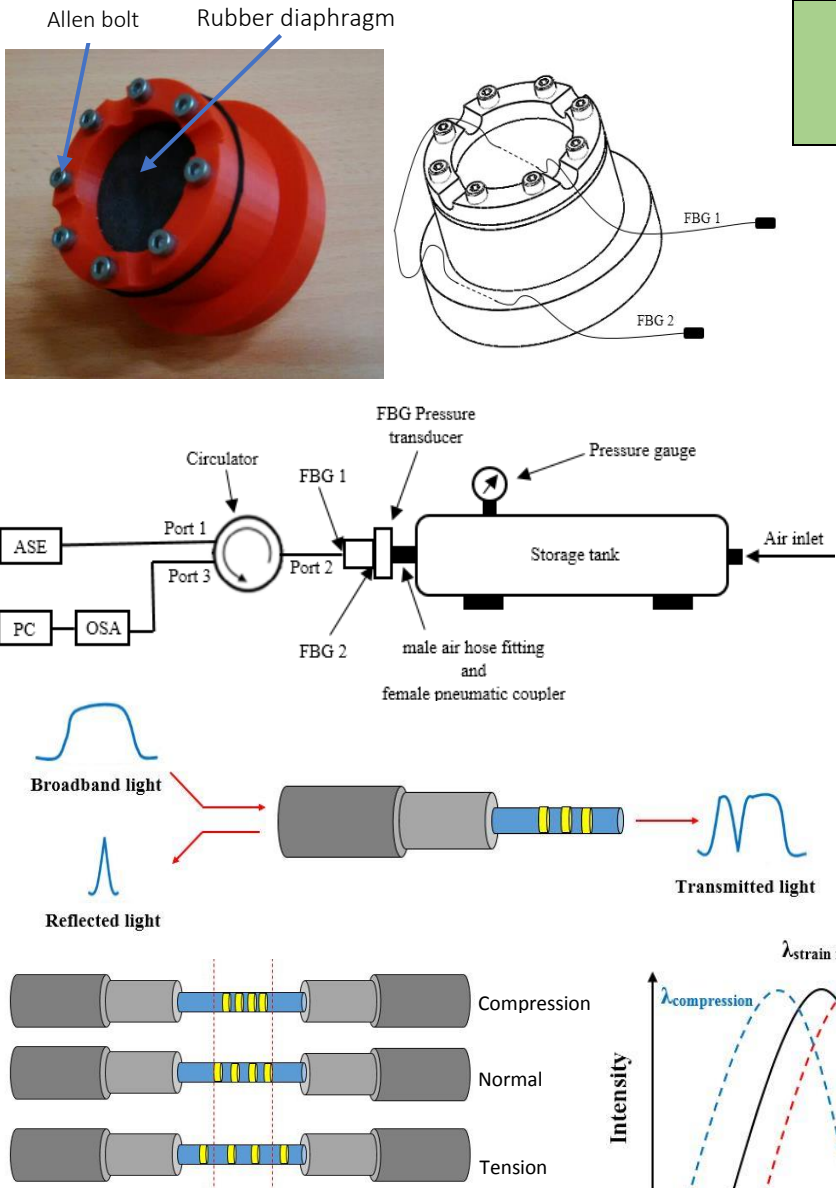 Allen bolt
Rubber diaphragm
FBG 1
FBG 2
FBG Pressure
transducer
Circulator
FBG 1
Pressure gauge
Port 1
ASE
Port 3
Port 2
Storage tank
Air inlet
PC
OSA
FBG 2
male air hose fitting
and
female pneumatic coupler
Broadband light
Reflected light
Transmitted light
Compression
Normal
Tension
λstrain
λcompression
Intensity